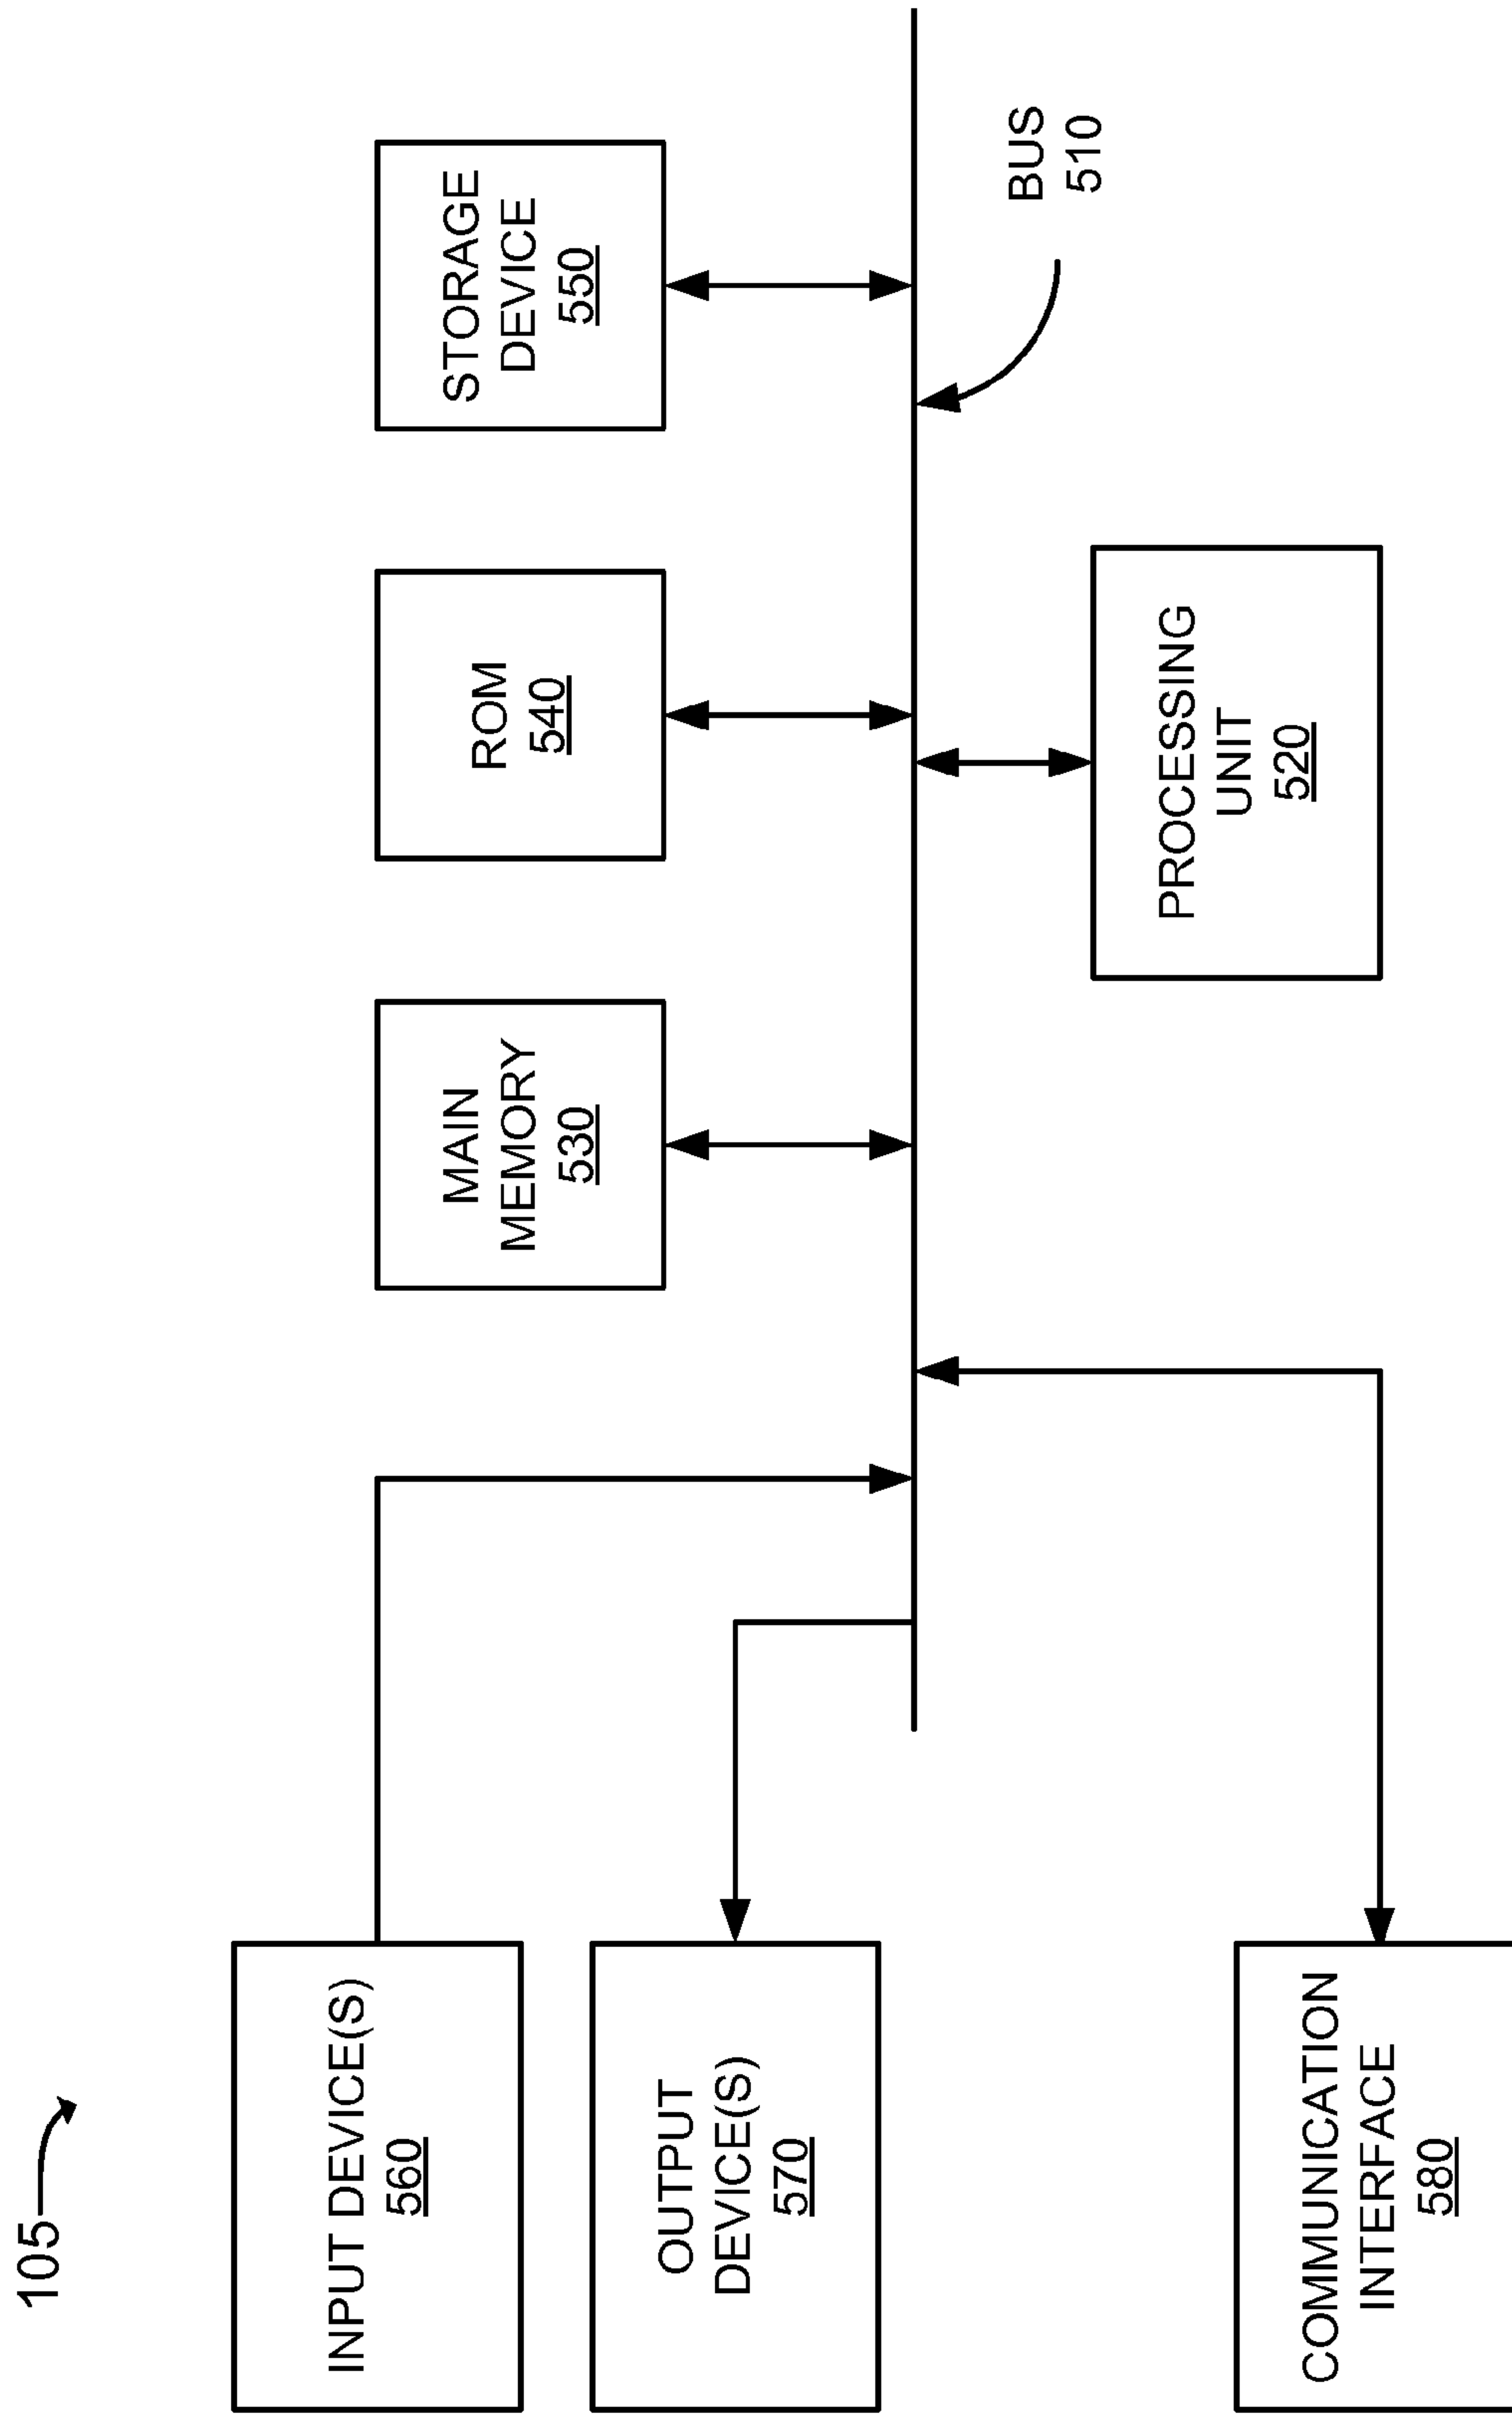 105
INPUT DEVICE(S)
560
OUTPUT
DEVICE(S)
570
COMMUNICATION
INTERFACE
580
MAIN
MEMORY
530
ROM
540
STORAGE
DEVICE
550
PROCESSING
UNIT
520
BUS
510